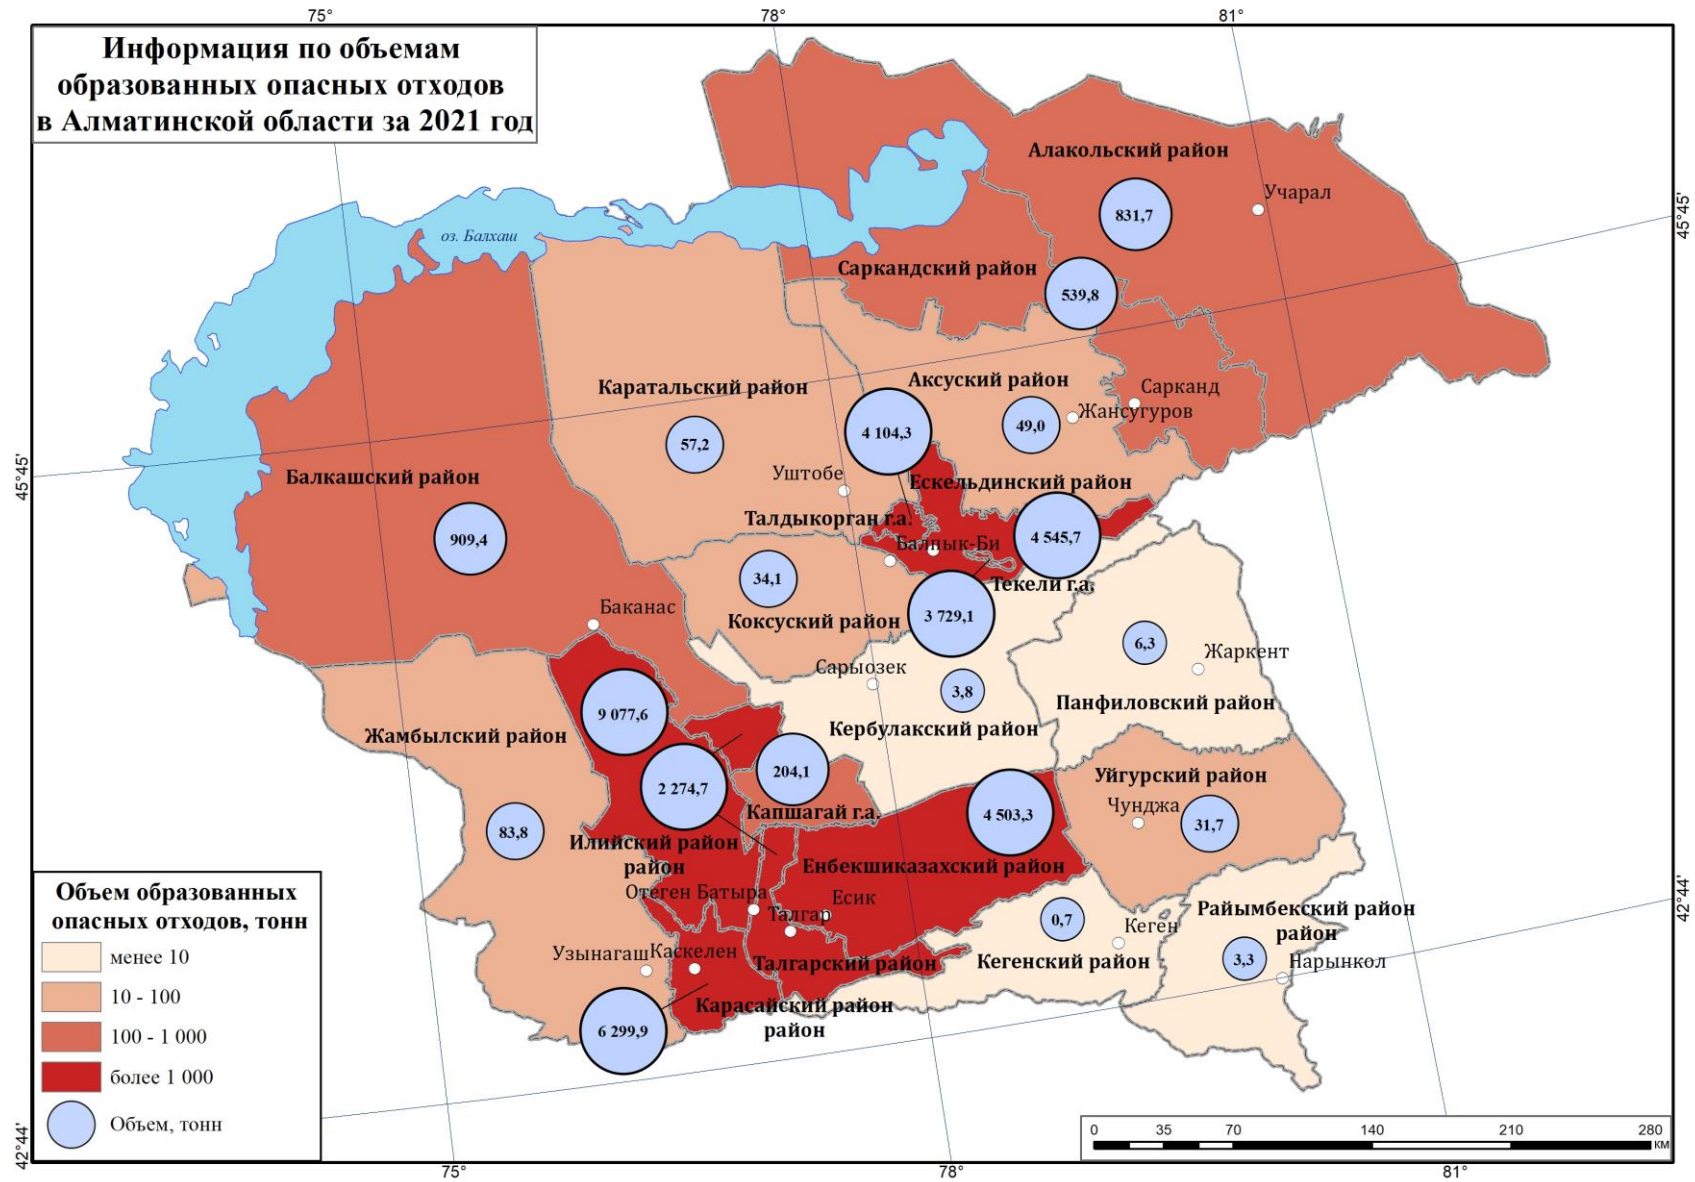 75°
78°
81°
Информация по объемам
образованных опасных отходов
в Алматинской области за 2021 год
Алакольский район
Учарал
831,7
45°45'
оз. Балхаш
Саркандский район
539,8
Каратальский район
Аксуский район
Сарканд
Жансугуров
49,0
4 104,3
57,2
45°45'
Балкашский район
Уштобе
Ескельдинский район
Талдыкорган г.а.
909,4
4 545,7
Балпык-Би
34,1
Текели г.а.
Баканас
Коксуский район
3 729,1
6,3
Жаркент
Сарыозек
3,8
Панфиловский район
9 077,6
Жамбылский район
Кербулакский район
204,1
Уйгурский район
2 274,7
Чунджа
Капшагай г.а.
4 503,3
31,7
83,8
Илийский район
район
Енбекшиказахский район
Отеген Батыра
Есик
Талгар
0,7
Райымбекский район
район
42°44'
Кеген
Узынагаш
Каскелен
Талгарский район
Кегенский район
3,3
Нарынкол
Карасайский район
район
6 299,9
Объем образованных
опасных отходов, тонн
менее 10
10 - 100
100 - 1 000
более 1 000
Объем, тонн
0 35 70 140 210 280
км
42°44'
75°
78°
81°